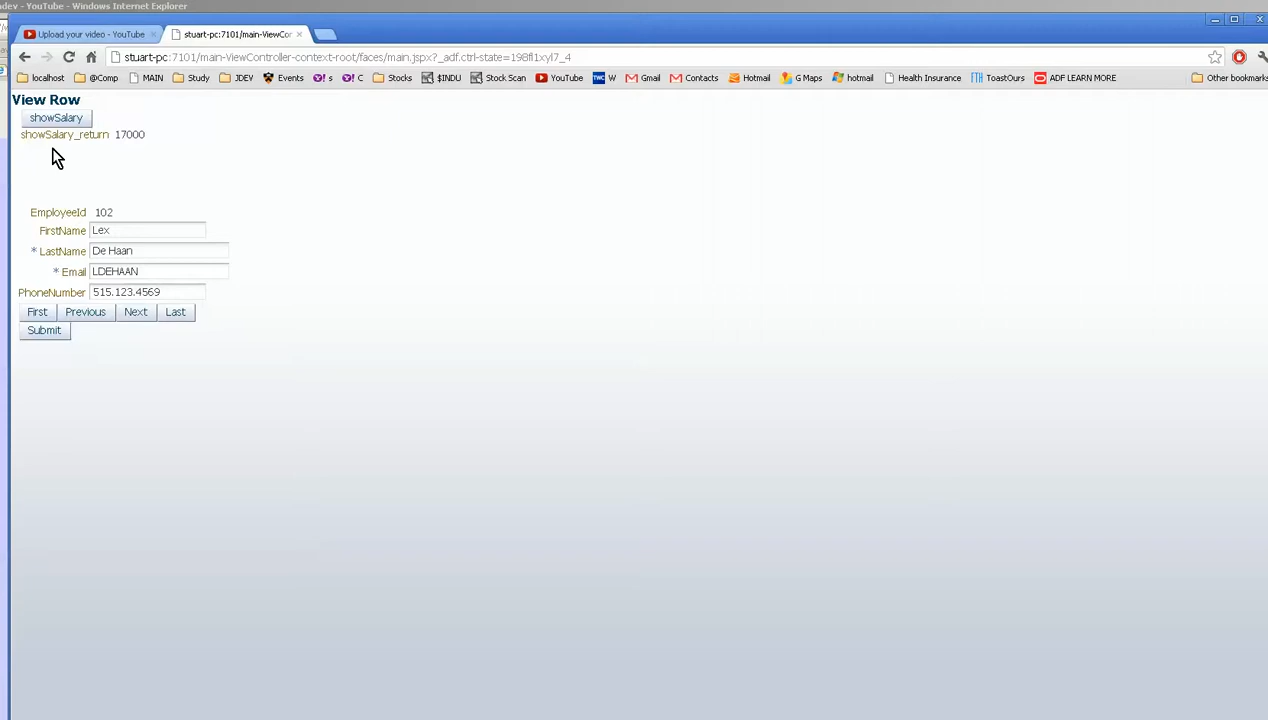 adev - YouTube - Windows Internet Explorer
Upload your video - YouTube
stuart-pc:7101/main-ViewCor
stuart-pc:7101/main-ViewController-context-root/faces/main.jspx?_adf.ctrl-state=198fl1xyl7_4
localhost @Comp MAIN Study JDEV Events Y! s Y! C Stocks $INDU Stock Scan YouTube W Gmail Contacts Hotmail G Maps hotmail Health Insurance ToastOurs ADF LEARN MORE Other bookmarks
View Row
showSalary
showSalary_return 17000
EmployeeId 102
FirstName Lex
* LastName De Haan
* Email LDEHAAN
PhoneNumber 515.123.4569
First Previous Next Last
Submit